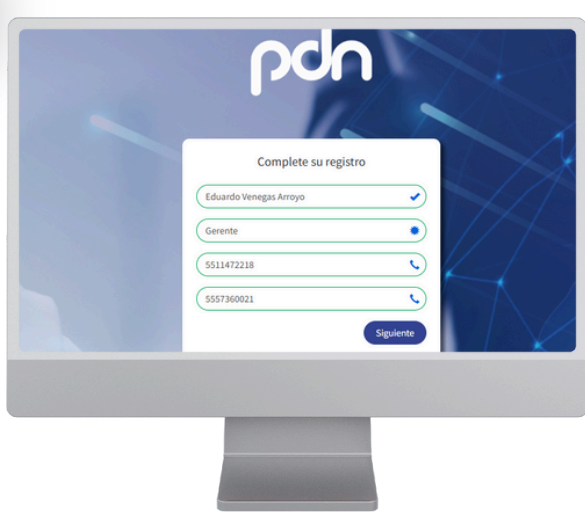 pdn
Complete su registro
Eduardo Venegas Arroyo
Gerente
5511472218
5557360021
Siguiente